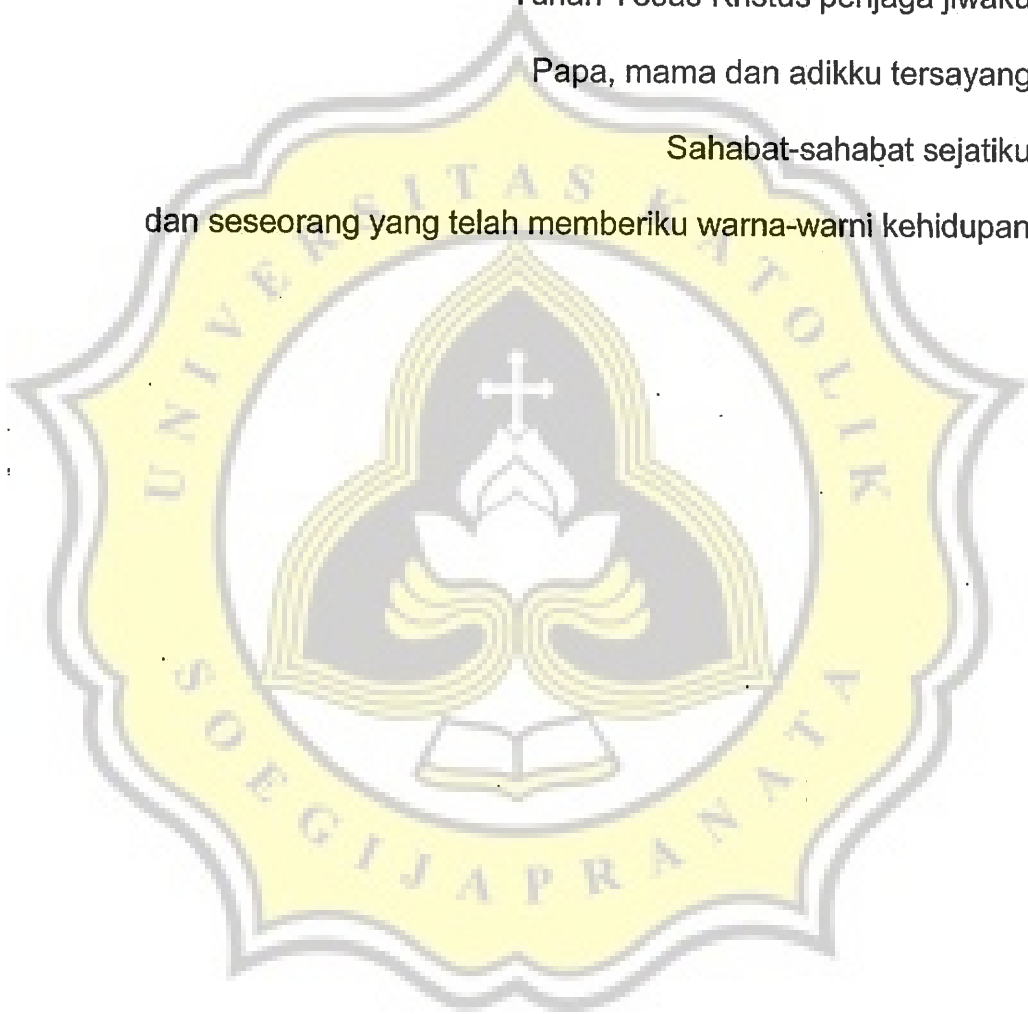 Tuhan Yesus Kristus penjaga jiwaku
Papa, mama dan adikku tersayang
Sahabat-sahabat sejatiku
dan seseorang yang telah memberiku warna-warni kehidupan
UNIVERSITAS KATOLIK
SOEGIJAPRANATA